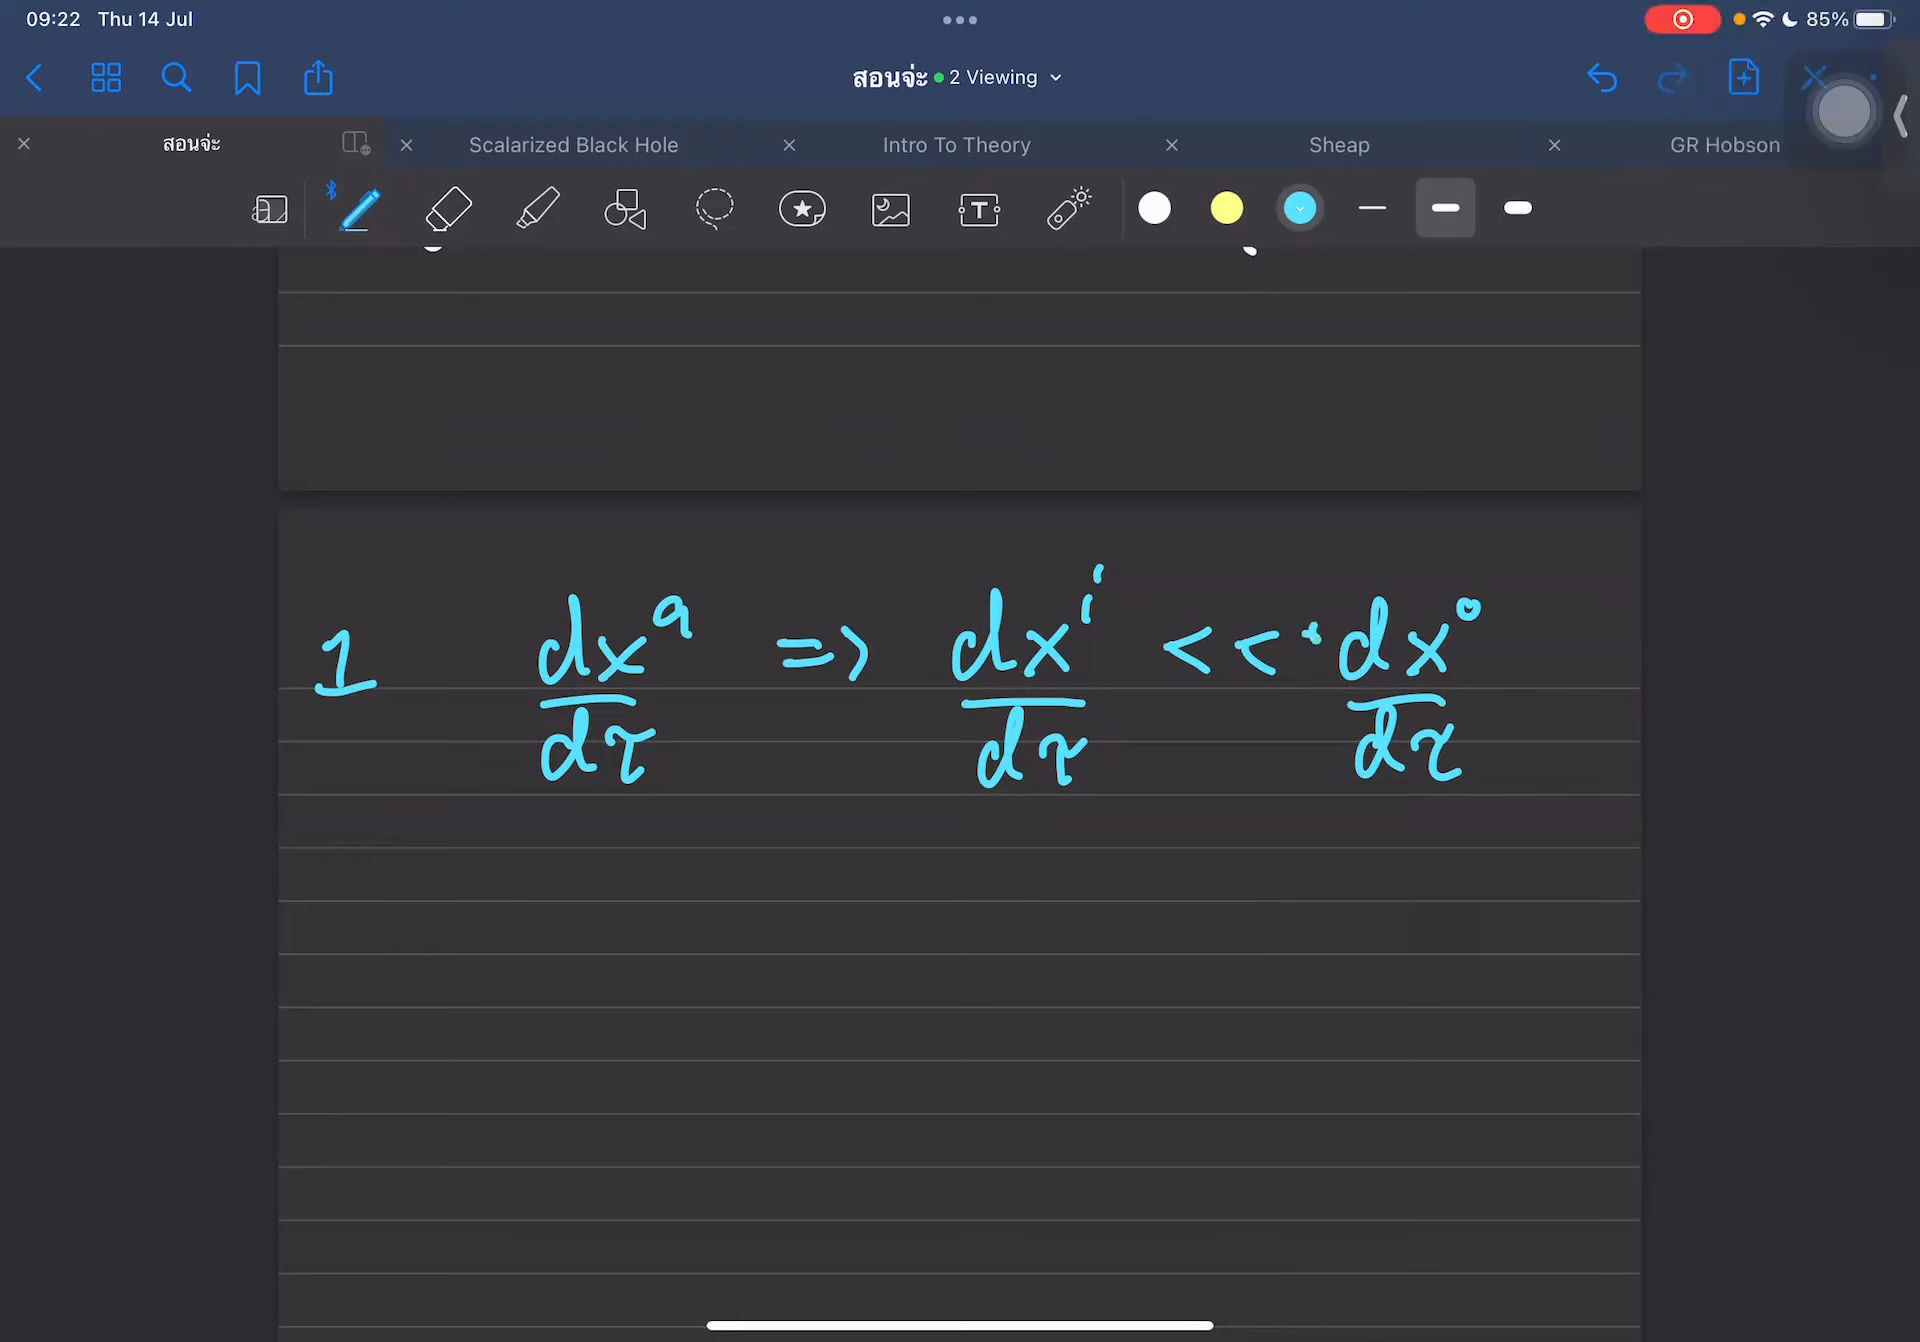 09:22 Thu 14 Jul
85%
สอนจ่ะ 2 Viewing
สอนจ่ะ
Scalarized Black Hole
Intro To Theory
Sheap
GR Hobson
T
1 dx^a/dτ => dx^i/dτ << dx^0/dτ